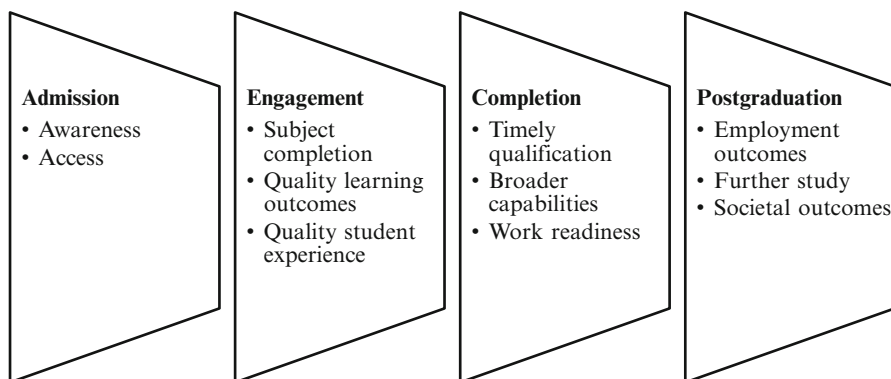 Admission
• Awareness
• Access
Engagement
• Subject
completion
• Quality learning
outcomes
• Quality student
experience
Completion
• Timely
qualification
• Broader
capabilities
• Work readiness
Postgraduation
• Employment
outcomes
• Further study
• Societal outcomes